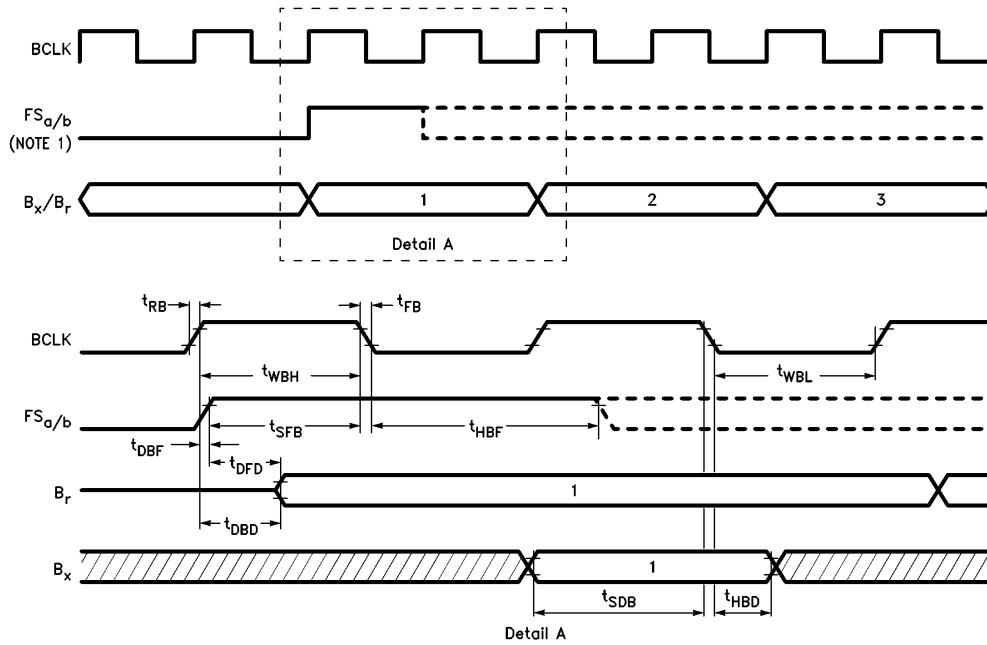 BCLK
FSa/b
(NOTE 1)
Bx/Br
1
2
3
Detail A
tRB
tFB
BCLK
tWBH
tWBL
FSa/b
tSFB
tHBF
tDBF
tDFD
Br
1
tDBD
Bx
1
tSDB
tHBD
Detail A